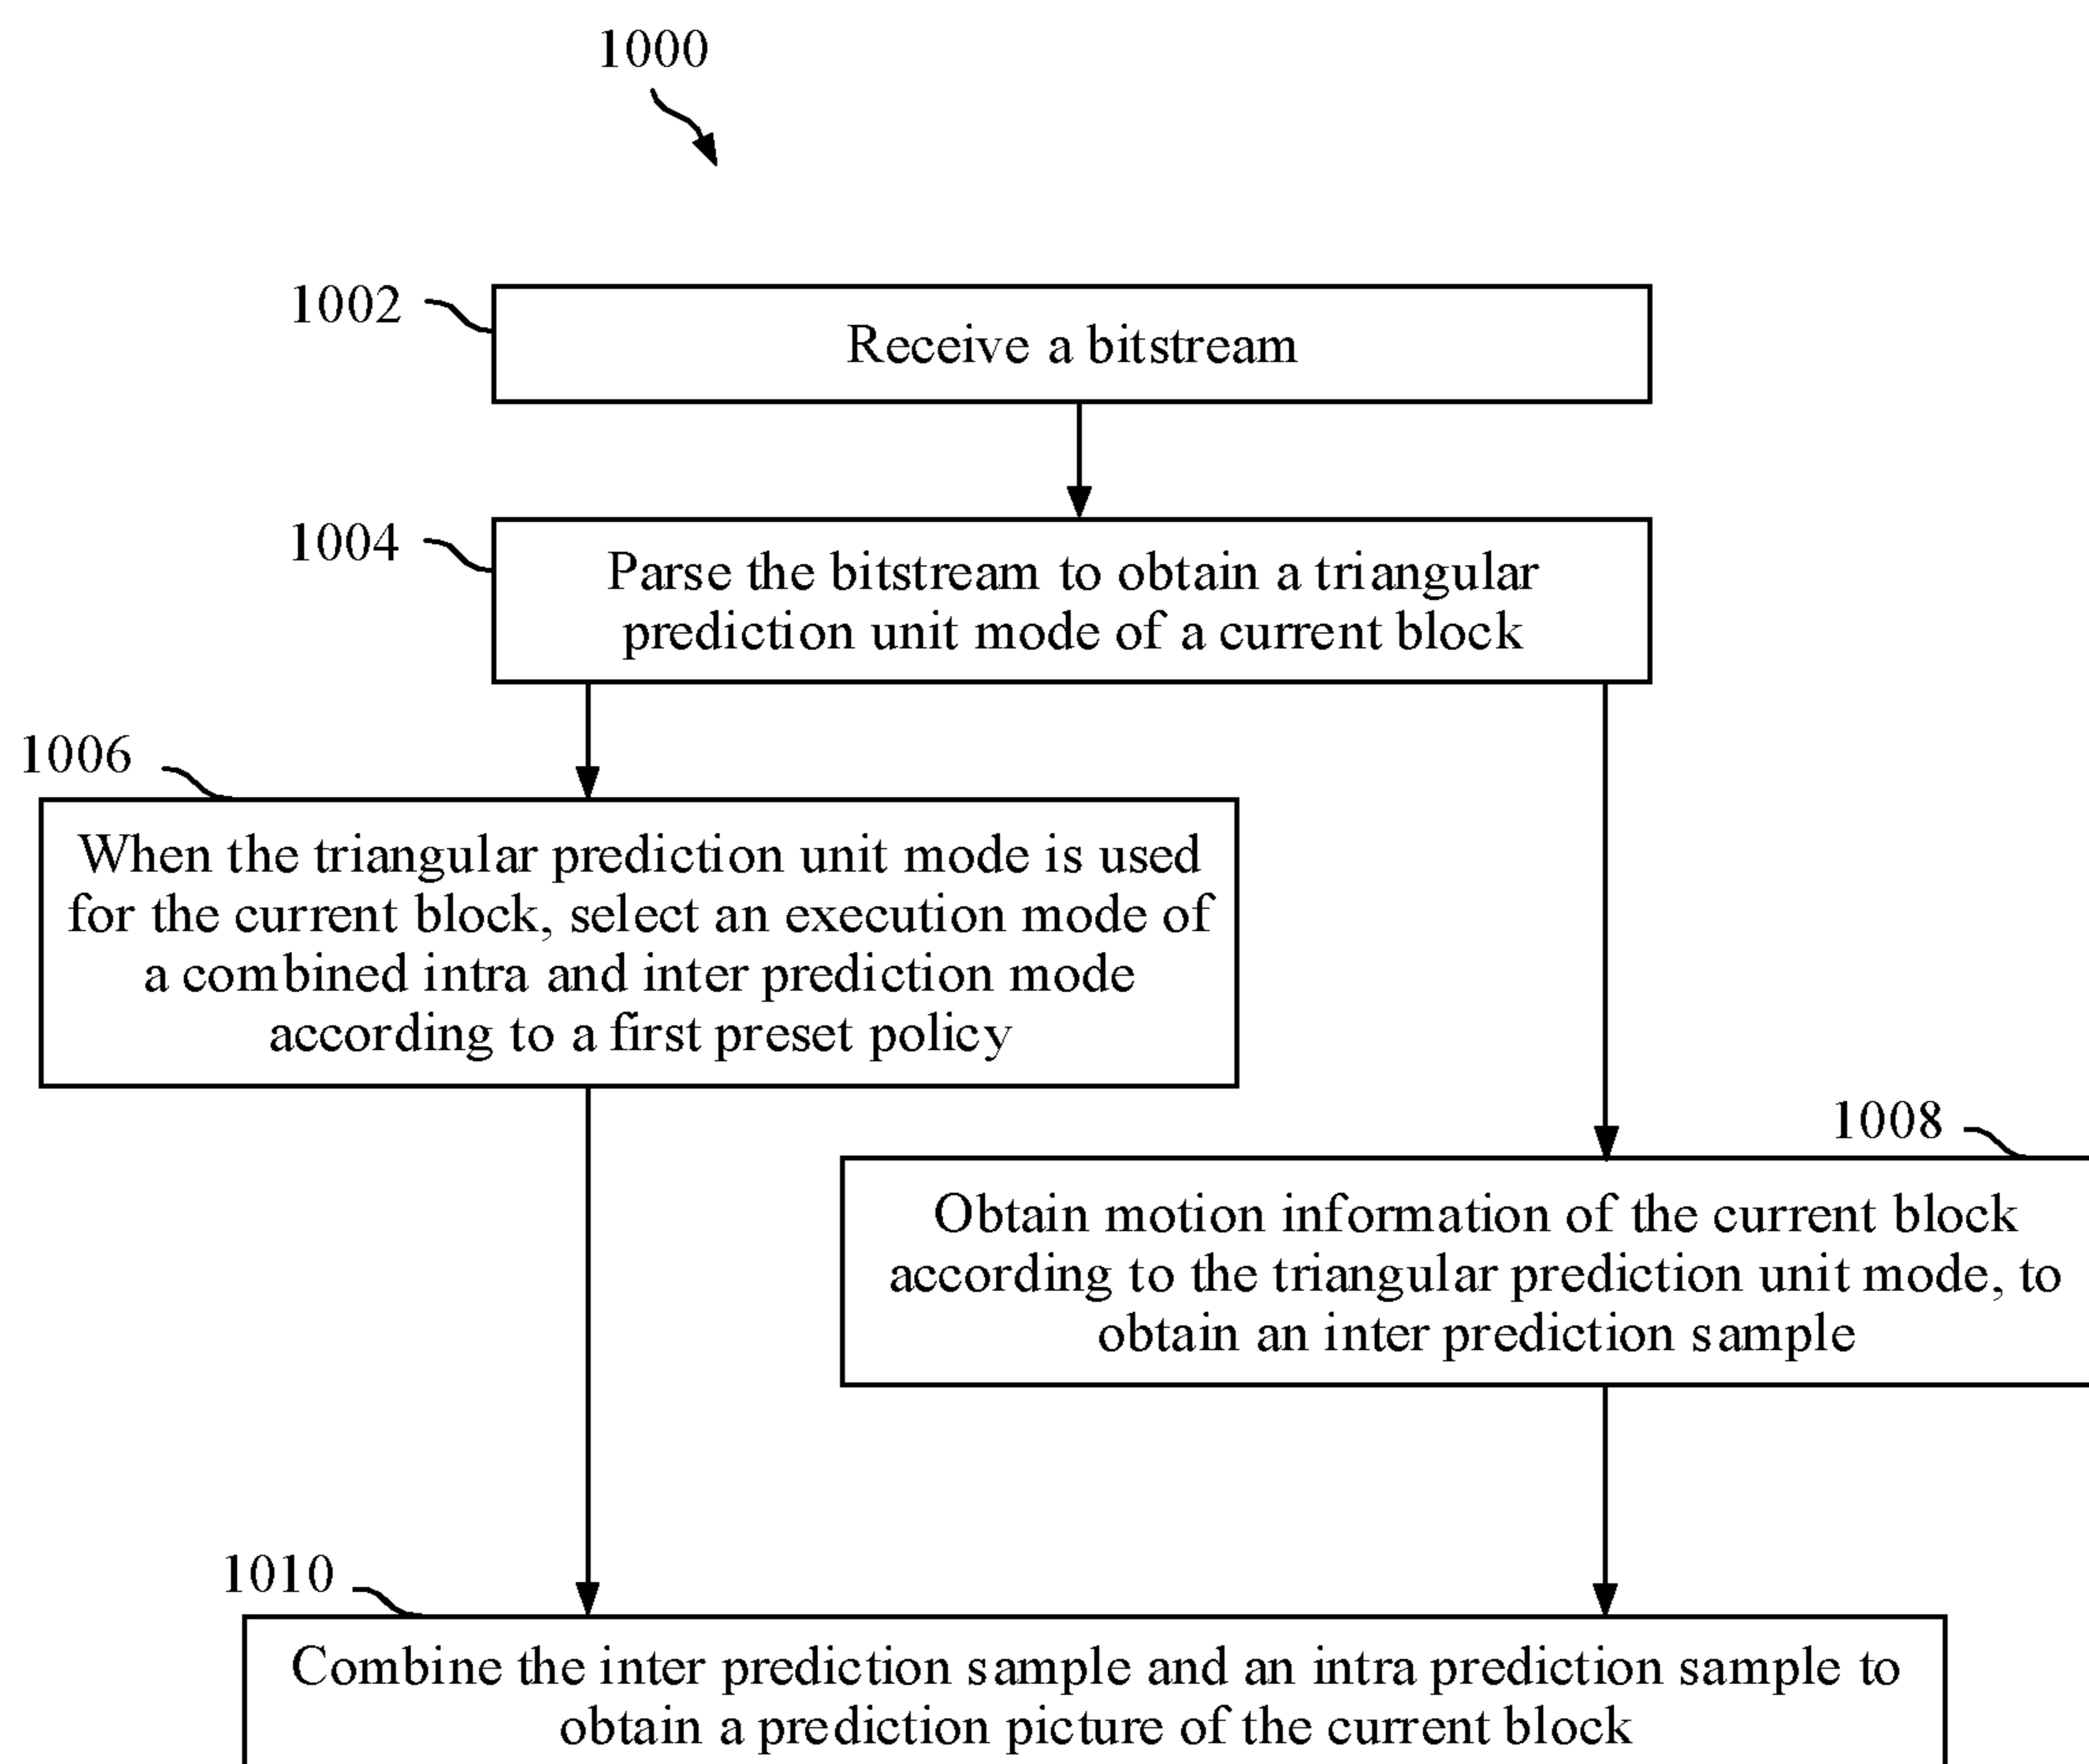 1000
1002
Receive a bitstream
1004
Parse the bitstream to obtain a triangular
prediction unit mode of a current block
1006
When the triangular prediction unit mode is used
for the current block, select an execution mode of
a combined intra and inter prediction mode
according to a first preset policy
1008
Obtain motion information of the current block
according to the triangular prediction unit mode, to
obtain an inter prediction sample
1010
Combine the inter prediction sample and an intra prediction sample to
obtain a prediction picture of the current block